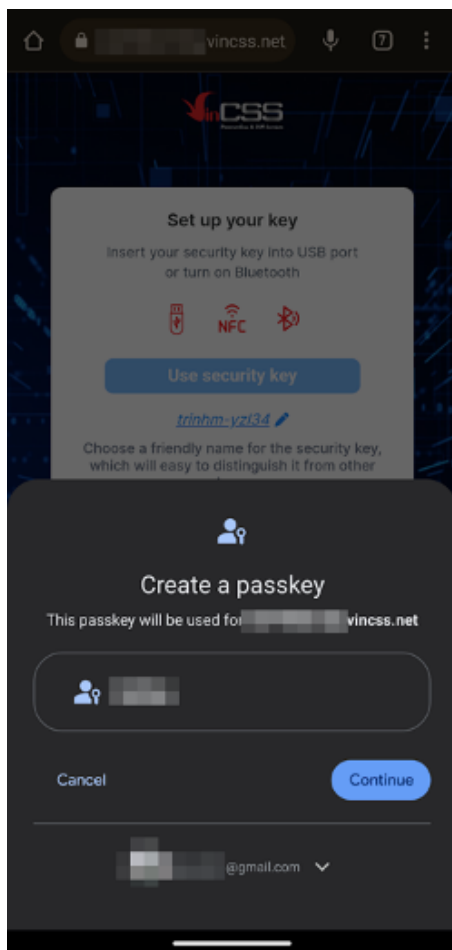 vincss.net
7
VinCSS
Set up your key
Insert your security key into USB port
or turn on Bluetooth
NFC
Use security key
trinhm-yzl34
Choose a friendly name for the security key,
which will easy to distinguish it from other
Create a passkey
This passkey will be used for vincss.net
Cancel
Continue
@gmail.com